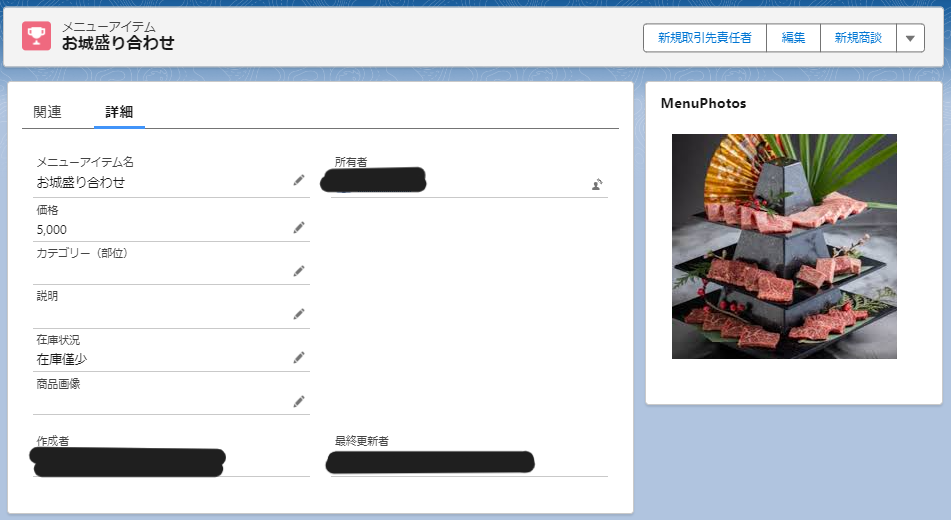 メニューアイテム
お城盛り合わせ
新規取引先責任者
編集
新規商談
関連
詳細
メニューアイテム名
お城盛り合わせ
所有者
価格
5,000
カテゴリー（部位）
説明
在庫状況
在庫僅少
商品画像
作成者
最終更新者
MenuPhotos